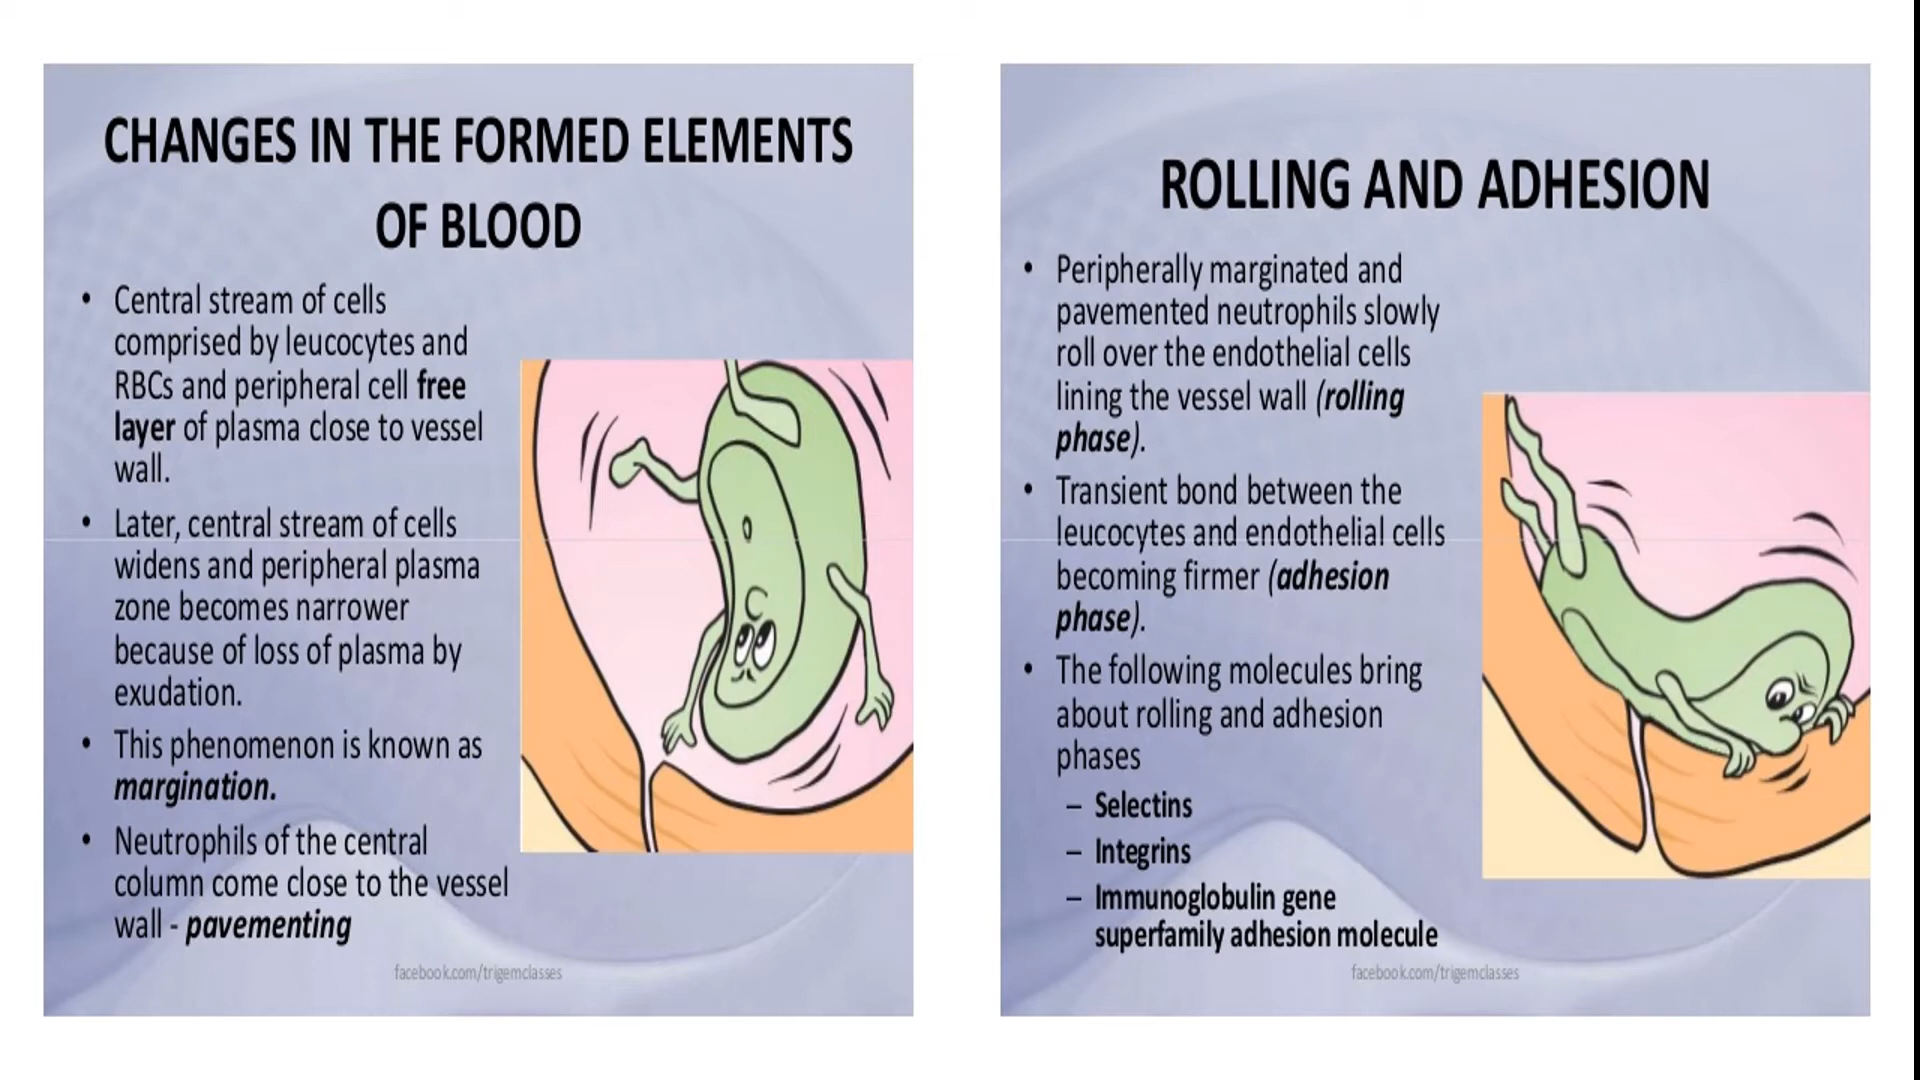 CHANGES IN THE FORMED ELEMENTS
OF BLOOD
• Central stream of cells
comprised by leucocytes and
RBCs and peripheral cell free
layer of plasma close to vessel
wall.
• Later, central stream of cells
widens and peripheral plasma
zone becomes narrower
because of loss of plasma by
exudation.
• This phenomenon is known as
margination.
• Neutrophils of the central
column come close to the vessel
wall - pavementing
facebook.com/trigemclasses
ROLLING AND ADHESION
• Peripherally marginated and
pavemented neutrophils slowly
roll over the endothelial cells
lining the vessel wall (rolling
phase).
• Transient bond between the
leucocytes and endothelial cells
becoming firmer (adhesion
phase).
• The following molecules bring
about rolling and adhesion
phases
– Selectins
– Integrins
– Immunoglobulin gene
superfamily adhesion molecule
facebook.com/trigemclasses